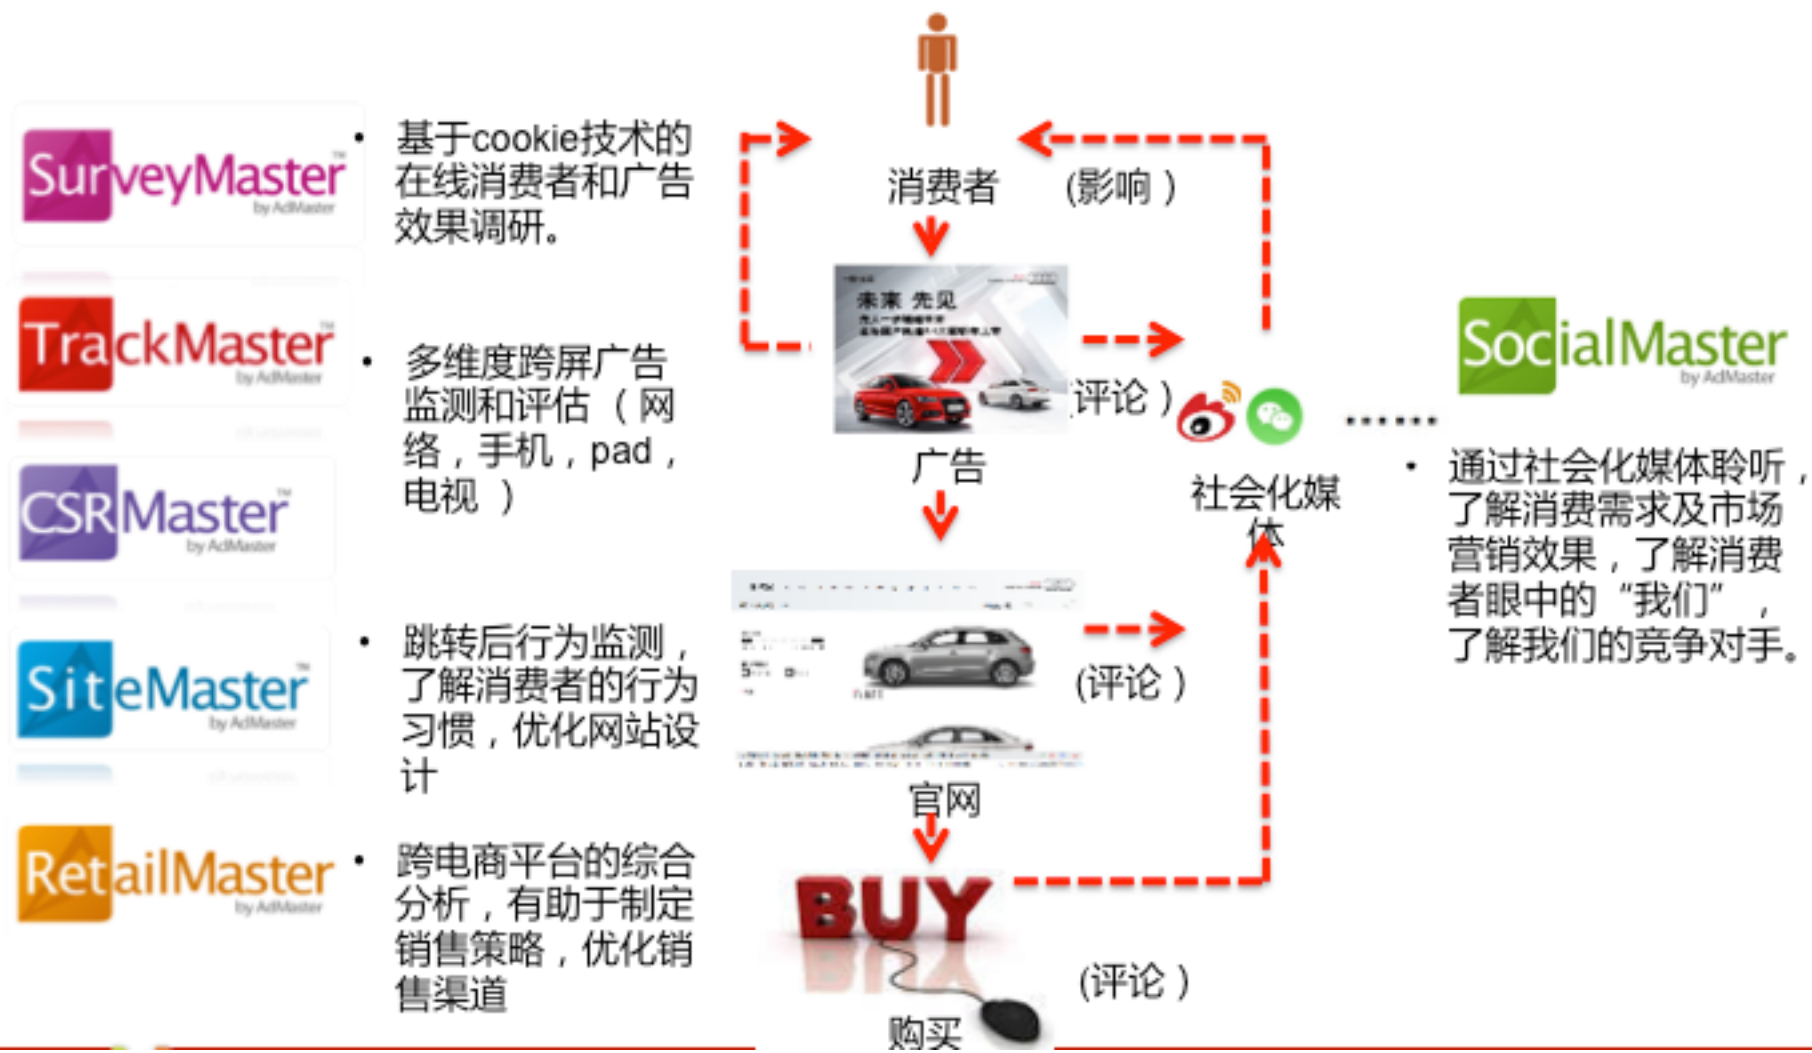 SurveyMaster™
by AdMaster
• 基于cookie技术的
在线消费者和广告
效果调研。
TrackMaster™
by AdMaster
• 多维度跨屏广告
监测和评估（网
络，手机，pad，
电视 ）
CSRMaster™
by AdMaster
SiteMaster™
by AdMaster
• 跳转后行为监测，
了解消费者的行为
习惯，优化网站设
计
RetailMaster
by AdMaster
• 跨电商平台的综合
分析，有助于制定
销售策略，优化销
售渠道
消费者
(影响 )
未来 先见
广告
(评论 )
社会化媒
体
......
官网
(评论 )
BUY
购买
(评论 )
SocialMaster
by AdMaster
• 通过社会化媒体聆听，
了解消费需求及市场
营销效果，了解消费
者眼中的“我们”，
了解我们的竞争对手。